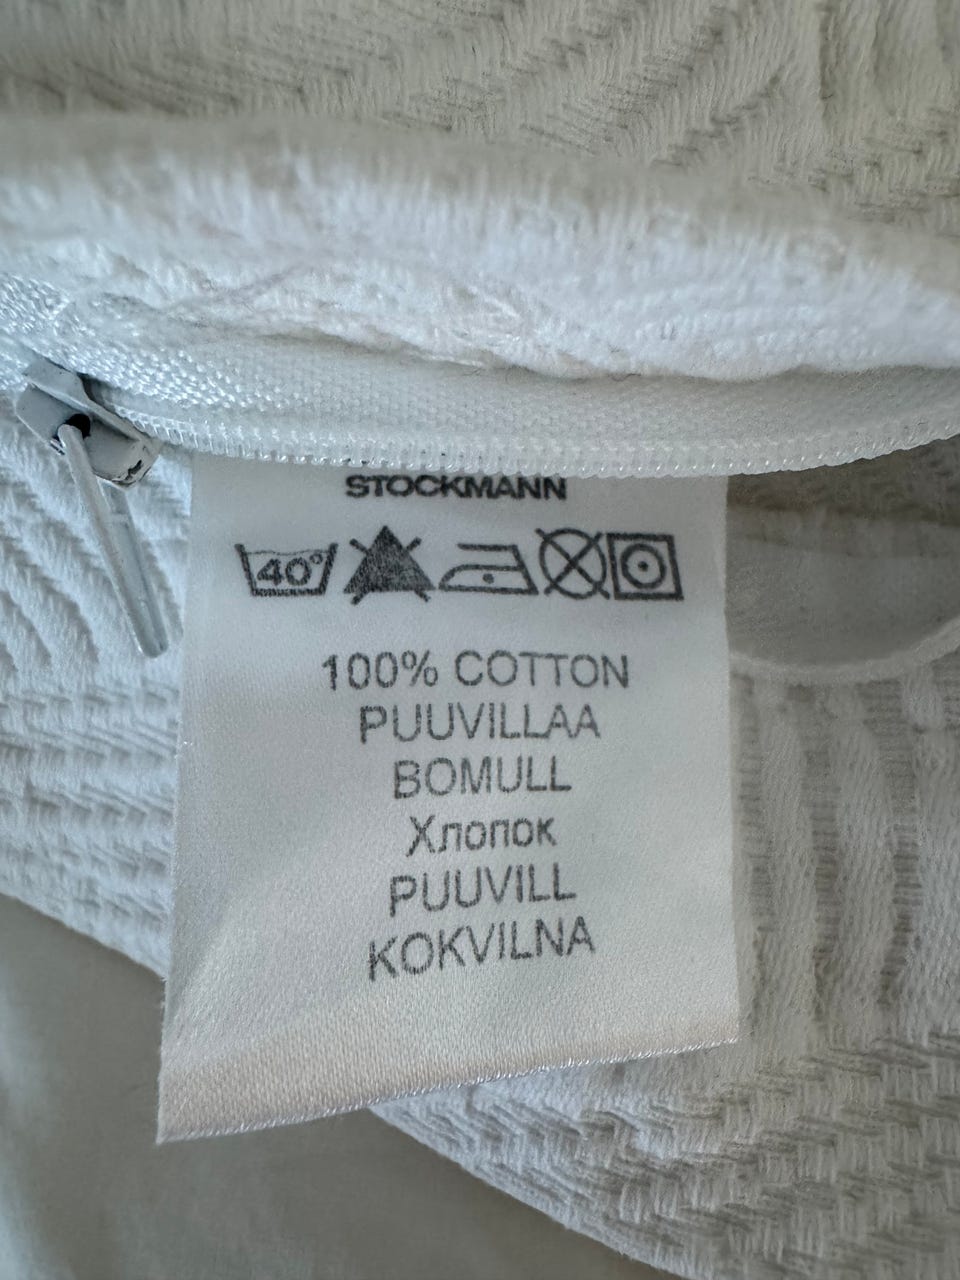 STOCKMANN
40°
100% COTTON
PUUVILLAA
BOMULL
Хлопок
PUUVILL
KOKVILNA